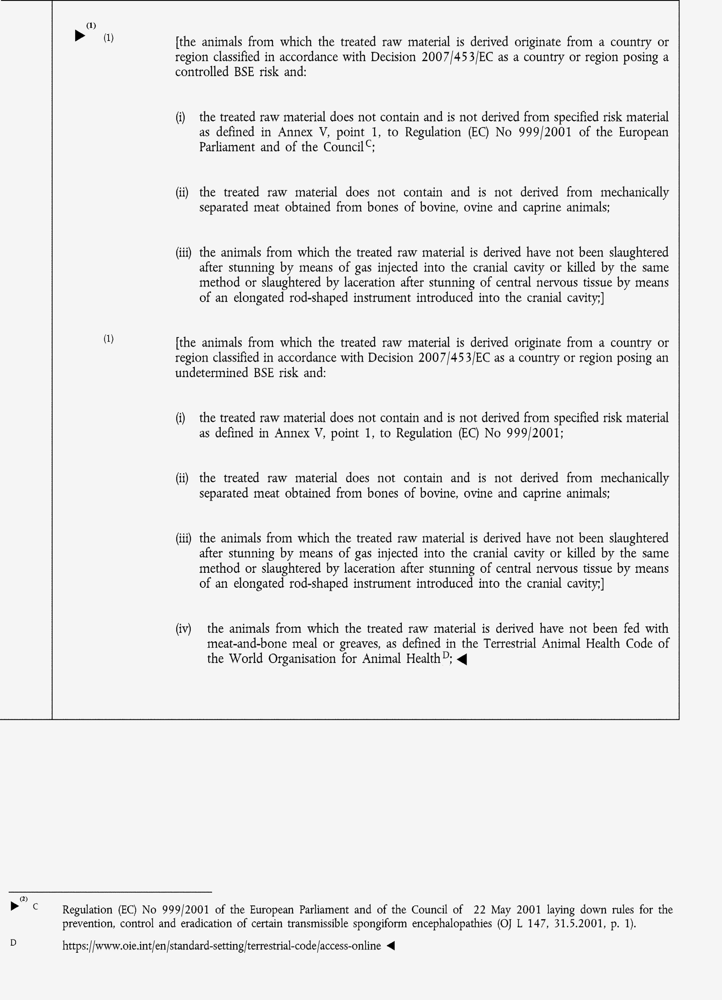 ▶(1) (1) [the animals from which the treated raw material is derived originate from a country or
region classified in accordance with Decision 2007/453/EC as a country or region posing a
controlled BSE risk and:
(i) the treated raw material does not contain and is not derived from specified risk material
as defined in Annex V, point 1, to Regulation (EC) No 999/2001 of the European
Parliament and of the Council C;
(ii) the treated raw material does not contain and is not derived from mechanically
separated meat obtained from bones of bovine, ovine and caprine animals;
(iii) the animals from which the treated raw material is derived have not been slaughtered
after stunning by means of gas injected into the cranial cavity or killed by the same
method or slaughtered by laceration after stunning of central nervous tissue by means
of an elongated rod-shaped instrument introduced into the cranial cavity;]
(1) [the animals from which the treated raw material is derived originate from a country or
region classified in accordance with Decision 2007/453/EC as a country or region posing an
undetermined BSE risk and:
(i) the treated raw material does not contain and is not derived from specified risk material
as defined in Annex V, point 1, to Regulation (EC) No 999/2001;
(ii) the treated raw material does not contain and is not derived from mechanically
separated meat obtained from bones of bovine, ovine and caprine animals;
(iii) the animals from which the treated raw material is derived have not been slaughtered
after stunning by means of gas injected into the cranial cavity or killed by the same
method or slaughtered by laceration after stunning of central nervous tissue by means
of an elongated rod-shaped instrument introduced into the cranial cavity;]
(iv) the animals from which the treated raw material is derived have not been fed with
meat-and-bone meal or greaves, as defined in the Terrestrial Animal Health Code of
the World Organisation for Animal Health D; ◀
▶(2) C Regulation (EC) No 999/2001 of the European Parliament and of the Council of 22 May 2001 laying down rules for the
prevention, control and eradication of certain transmissible spongiform encephalopathies (OJ L 147, 31.5.2001, p. 1).
D https://www.oie.int/en/standard-setting/terrestrial-code/access-online ◀